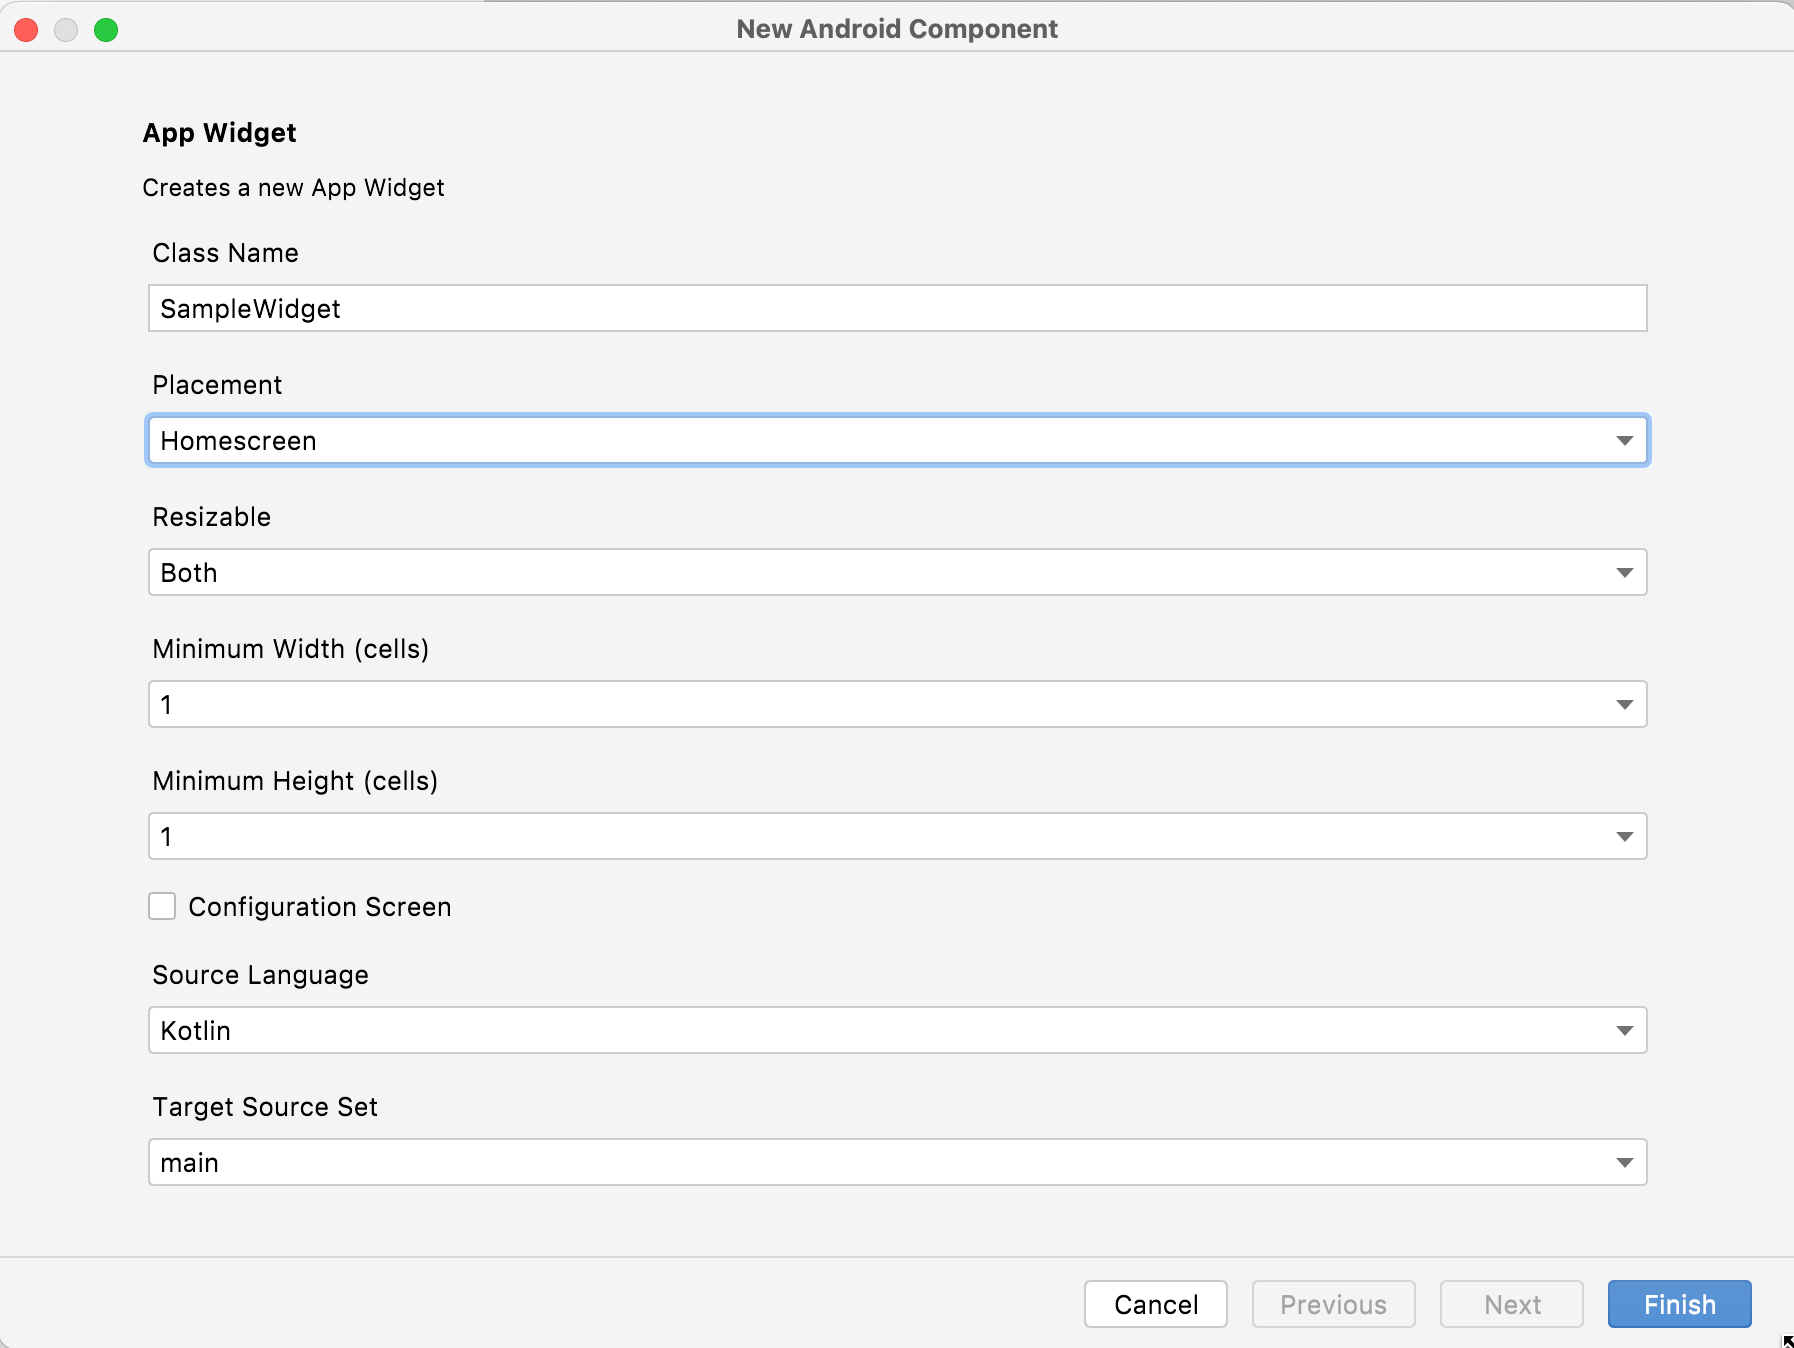 New Android Component
App Widget
Creates a new App Widget
Class Name
SampleWidget
Placement
Homescreen
Resizable
Both
Minimum Width (cells)
1
Minimum Height (cells)
1
Configuration Screen
Source Language
Kotlin
Target Source Set
main
Cancel Previous Next Finish